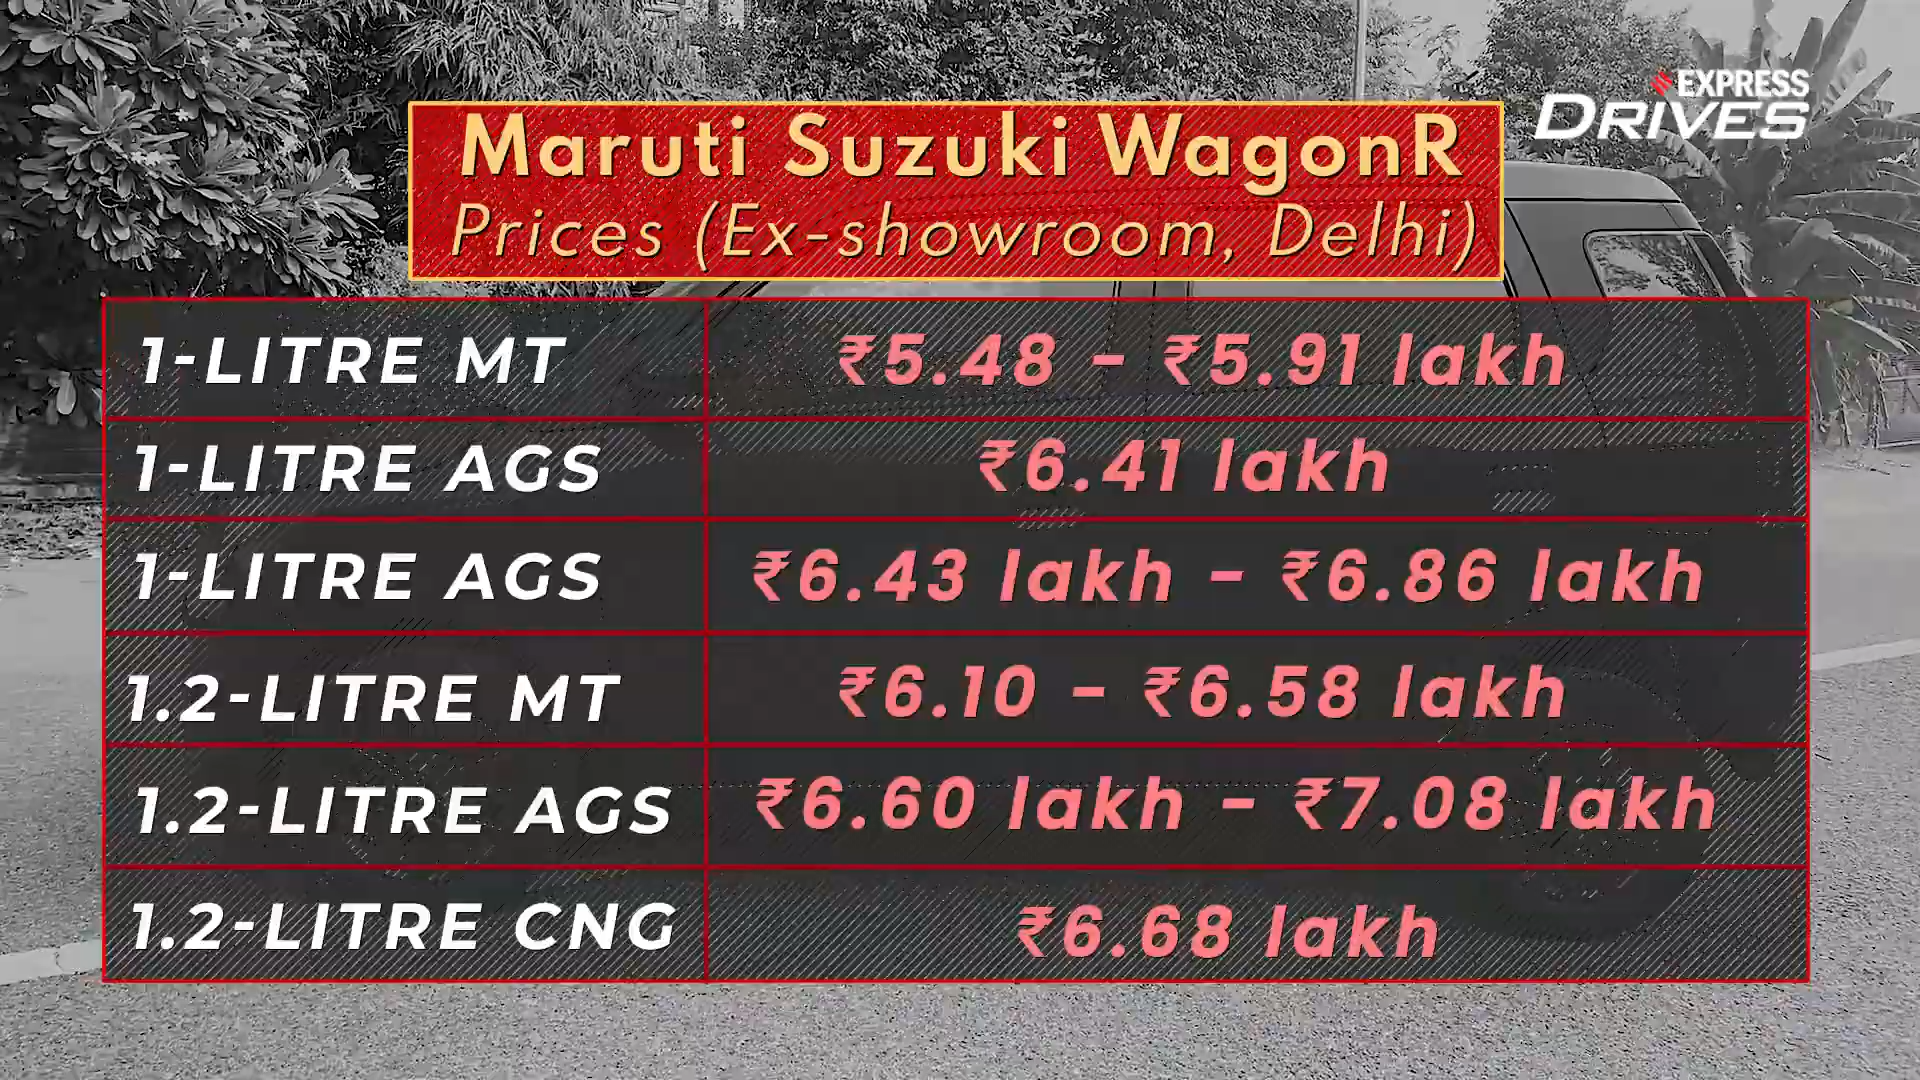 EXPRESS
DRIVES
Maruti Suzuki WagonR
Prices (Ex-showroom, Delhi)
1-LITRE MT ₹5.48 - ₹5.91 lakh
1-LITRE AGS ₹6.41 lakh
1-LITRE AGS ₹6.43 lakh - ₹6.86 lakh
1.2-LITRE MT ₹6.10 - ₹6.58 lakh
1.2-LITRE AGS ₹6.60 lakh - ₹7.08 lakh
1.2-LITRE CNG ₹6.68 lakh